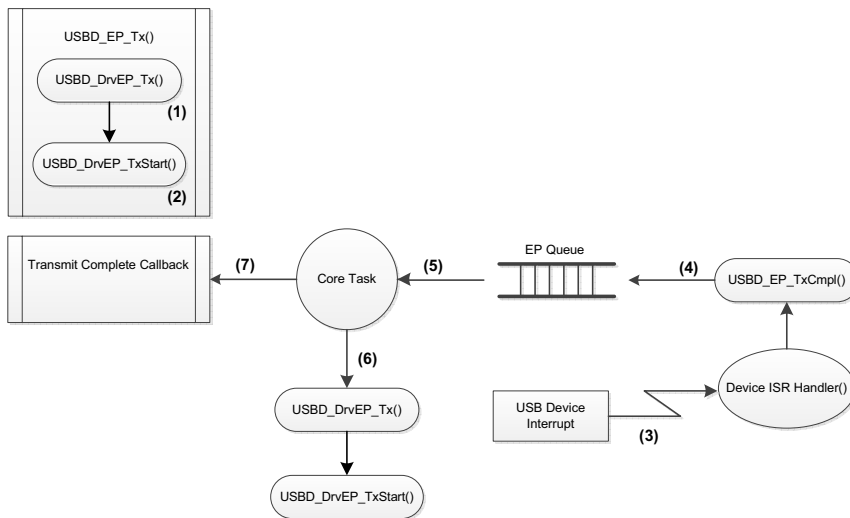 USBD_EP_Tx()
USBD_DrvEP_Tx()
(1)
USBD_DrvEP_TxStart()
(2)
Transmit Complete Callback
(7)
Core Task
(5)
EP Queue
(4)
USBD_EP_TxCmpl()
(6)
USBD_DrvEP_Tx()
USBD_DrvEP_TxStart()
USB Device
Interrupt
(3)
Device ISR Handler()